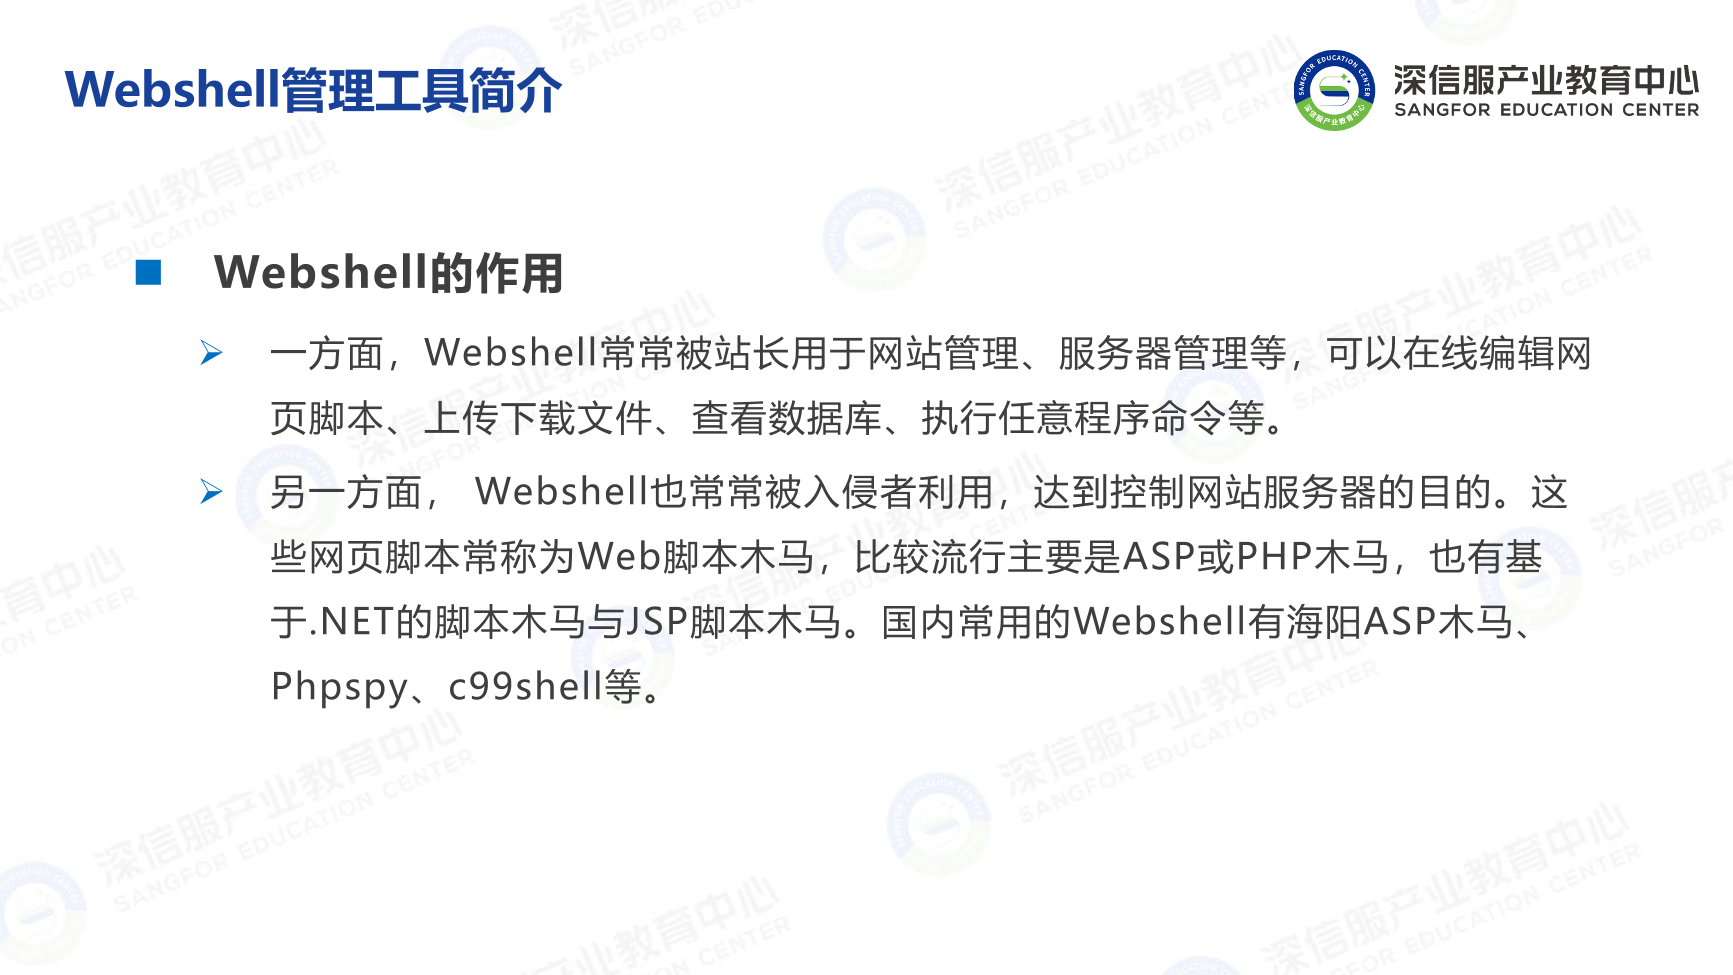 Webshell管理工具简介
深信服产业教育中心
SANGFOR EDUCATION CENTER
Webshell的作用
一方面，Webshell常常被站长用于网站管理、服务器管理等，可以在线编辑网
页脚本、上传下载文件、查看数据库、执行任意程序命令等。
另一方面， Webshell也常常被入侵者利用，达到控制网站服务器的目的。这
些网页脚本常称为Web脚本木马，比较流行主要是ASP或PHP木马，也有基
于.NET的脚本木马与JSP脚本木马。国内常用的Webshell有海阳ASP木马、
Phpspy、c99shell等。